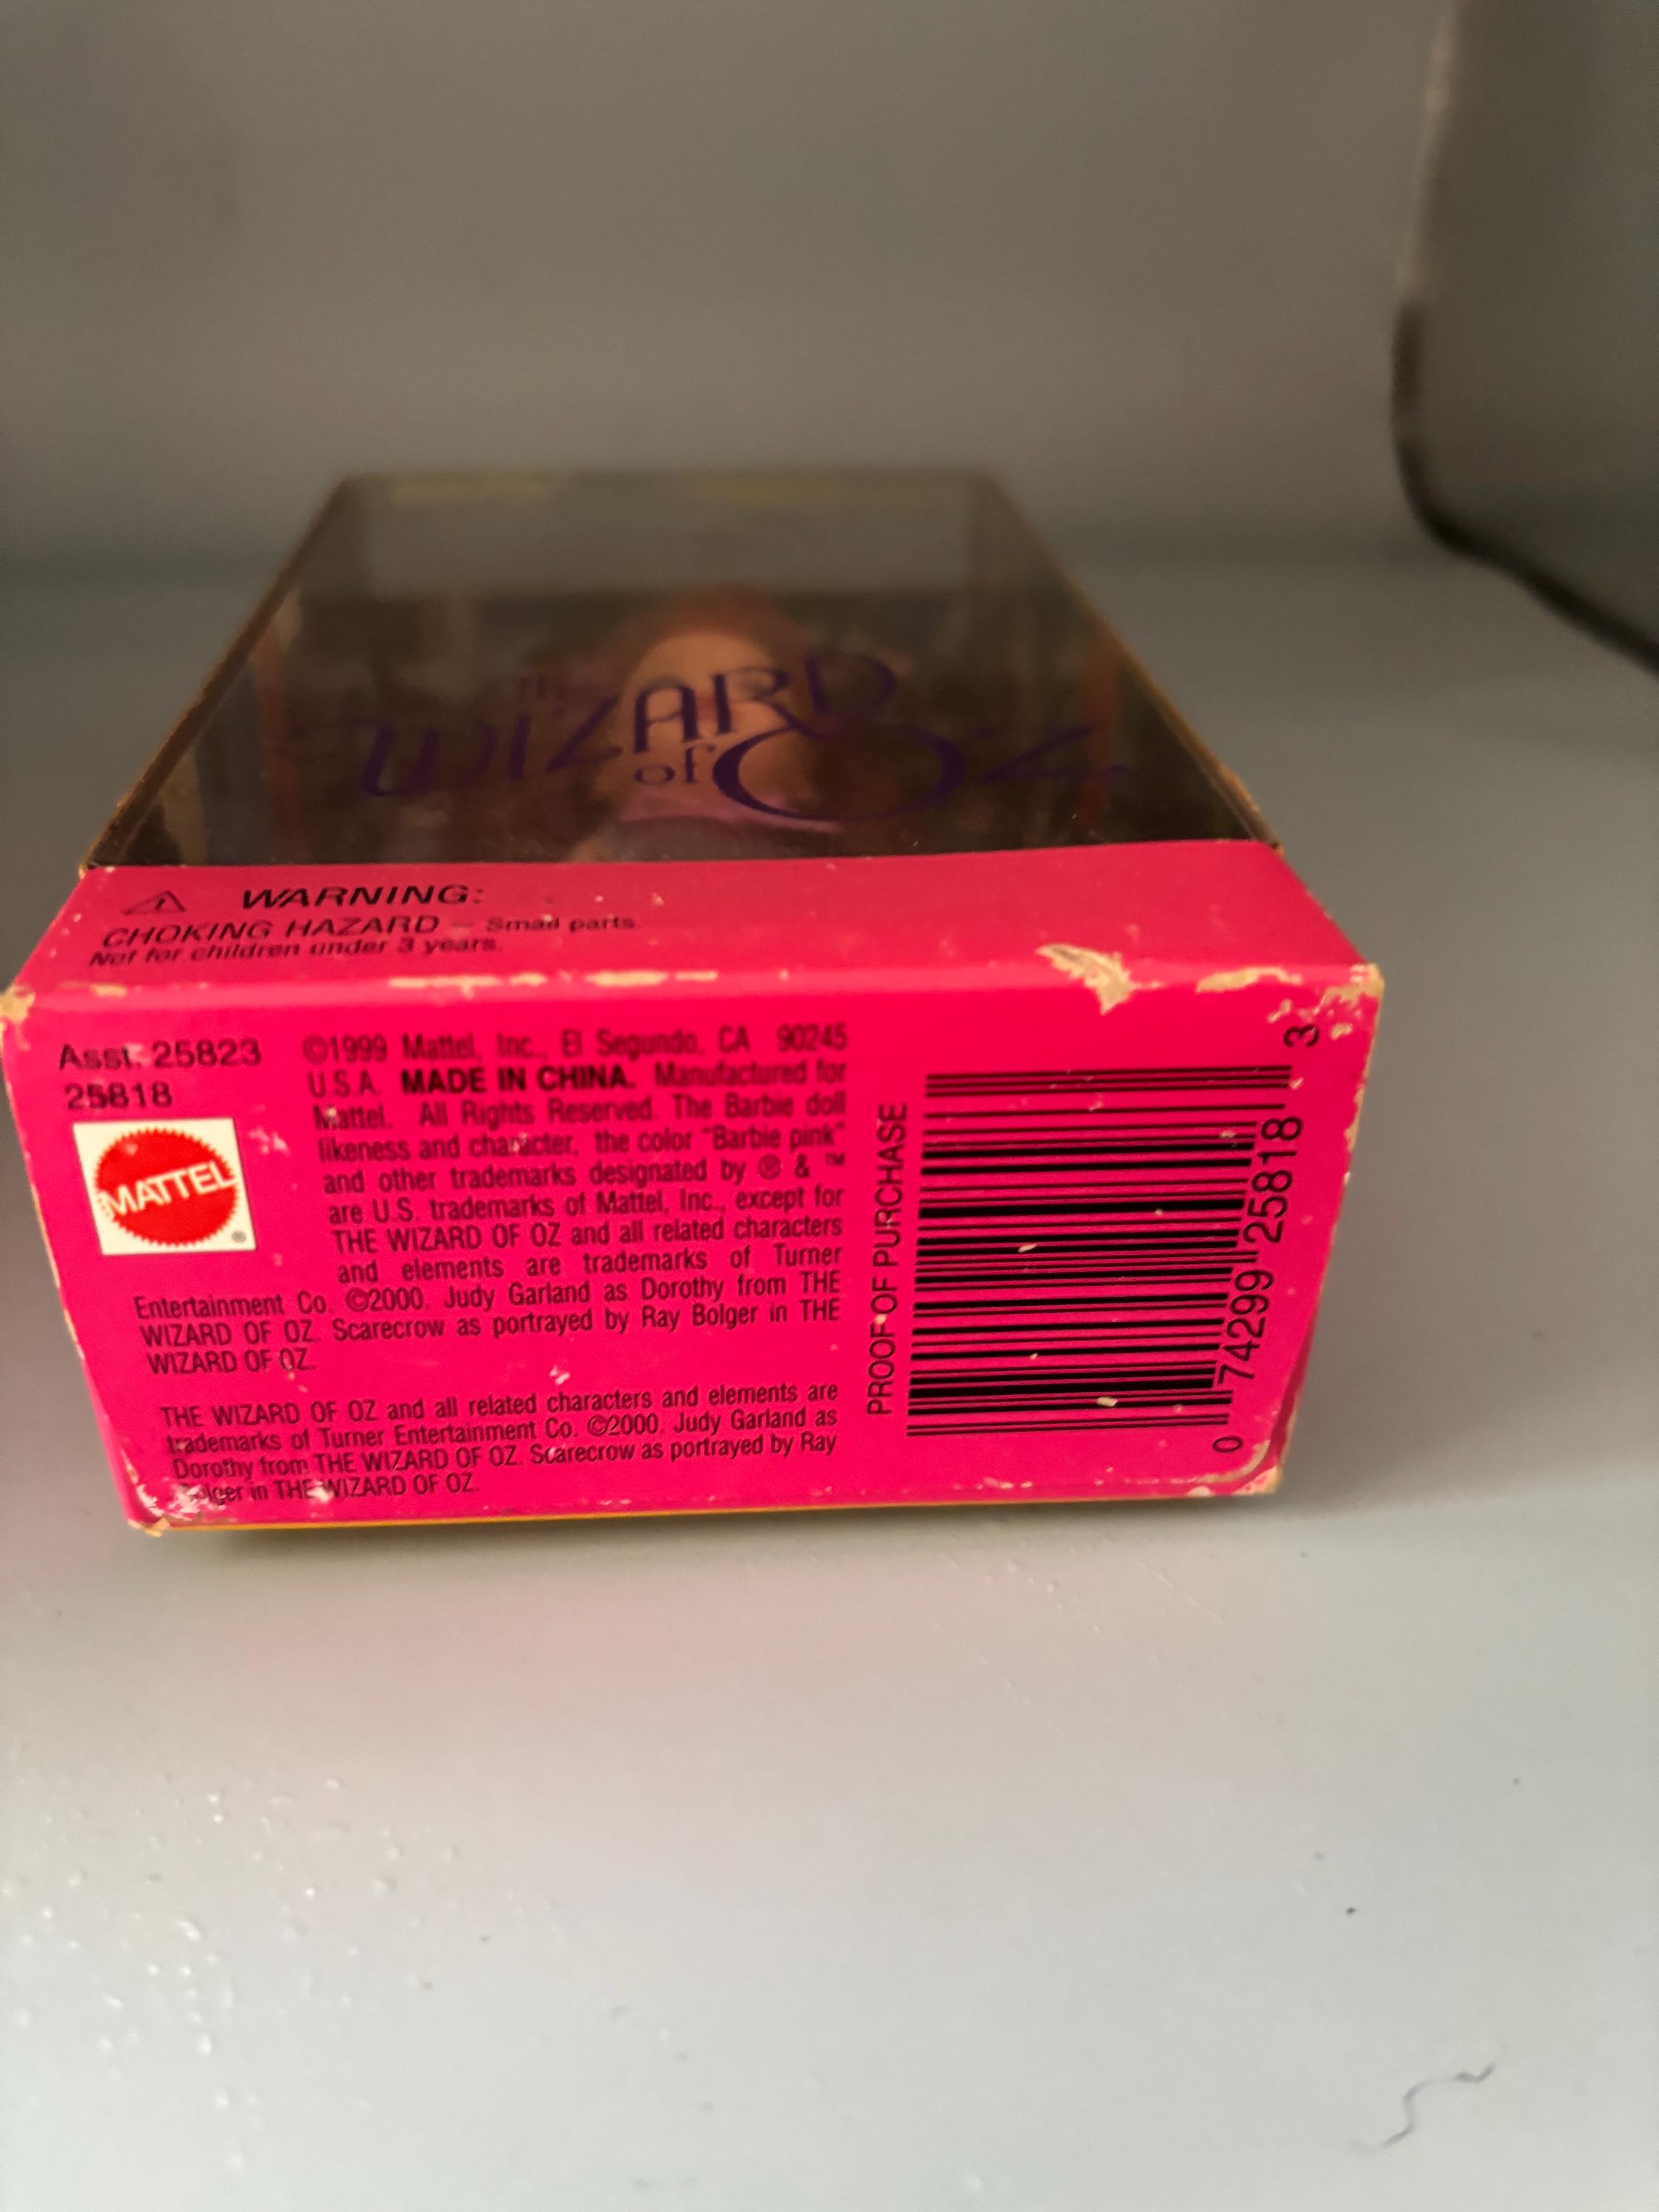 The
WIZARD
of OZ
⚠ WARNING:
CHOKING HAZARD – Small parts.
Not for children under 3 years.
Asst. 25823
25818
MATTEL
®
©1999 Mattel, Inc., El Segundo, CA 90245
U.S.A. MADE IN CHINA. Manufactured for
Mattel. All Rights Reserved. The Barbie doll
likeness and character, the color "Barbie pink"
and other trademarks designated by ® & ™
are U.S. trademarks of Mattel, Inc., except for
THE WIZARD OF OZ and all related characters
and elements are trademarks of Turner
Entertainment Co. ©2000. Judy Garland as Dorothy from THE
WIZARD OF OZ. Scarecrow as portrayed by Ray Bolger in THE
WIZARD OF OZ.
THE WIZARD OF OZ and all related characters and elements are
trademarks of Turner Entertainment Co. ©2000. Judy Garland as
Dorothy from THE WIZARD OF OZ. Scarecrow as portrayed by Ray
Bolger in THE WIZARD OF OZ.
PROOF OF PURCHASE
0 74299 25818 3